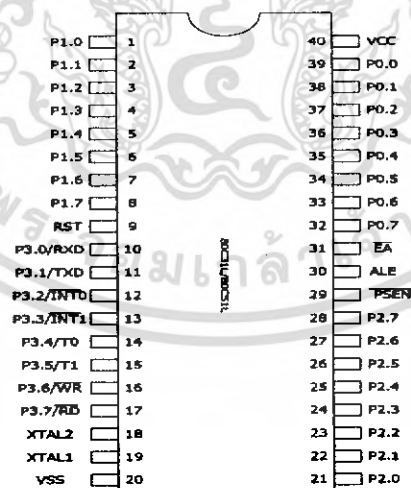 P1.0 1 40 VCC
P1.1 2 39 P0.0
P1.2 3 38 P0.1
P1.3 4 37 P0.2
P1.4 5 36 P0.3
P1.5 6 35 P0.4
P1.6 7 34 P0.5
P1.7 8 33 P0.6
RST 9 32 P0.7
P3.0/RXD 10 31 EA
P3.1/TXD 11 30 ALE
P3.2/INT0 12 29 PSEN
P3.3/INT1 13 28 P2.7
P3.4/T0 14 27 P2.6
P3.5/T1 15 26 P2.5
P3.6/WR 16 25 P2.4
P3.7/RD 17 24 P2.3
XTAL2 18 23 P2.2
XTAL1 19 22 P2.1
VSS 20 21 P2.0